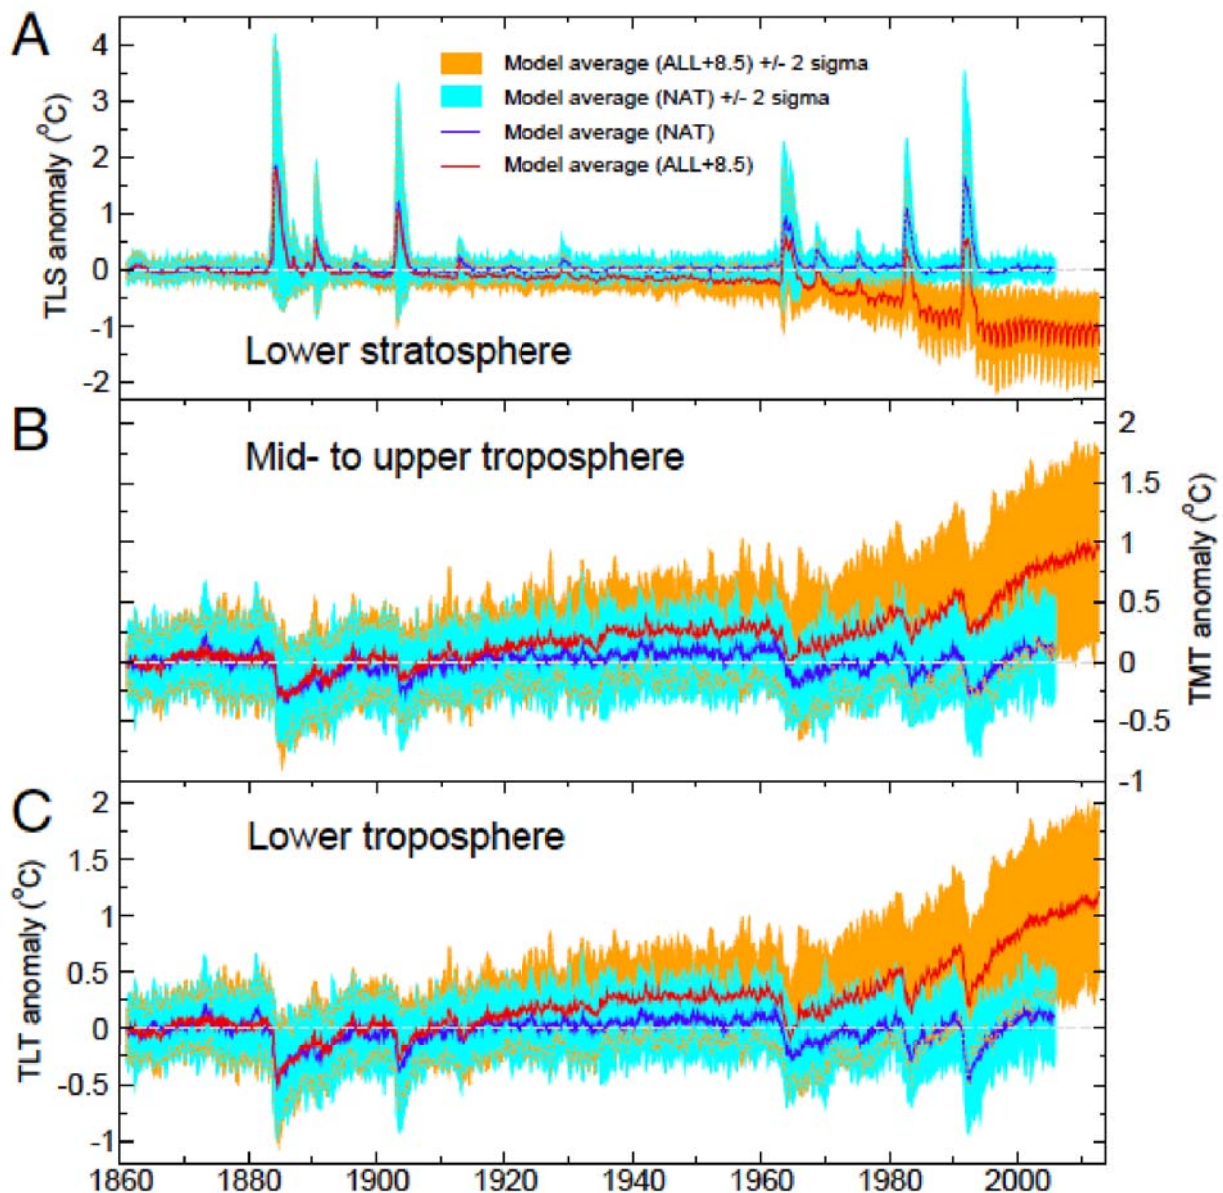 A
4
3
2
1
0
-1
-2
TLS anomaly (°C)
Model average (ALL+8.5) +/- 2 sigma
Model average (NAT) +/- 2 sigma
Model average (NAT)
Model average (ALL+8.5)
Lower stratosphere
B
Mid- to upper troposphere
2
1.5
1
0.5
0
-0.5
-1
TMT anomaly (°C)
C
Lower troposphere
2
1.5
1
0.5
0
-0.5
-1
TLT anomaly (°C)
1860 1880 1900 1920 1940 1960 1980 2000